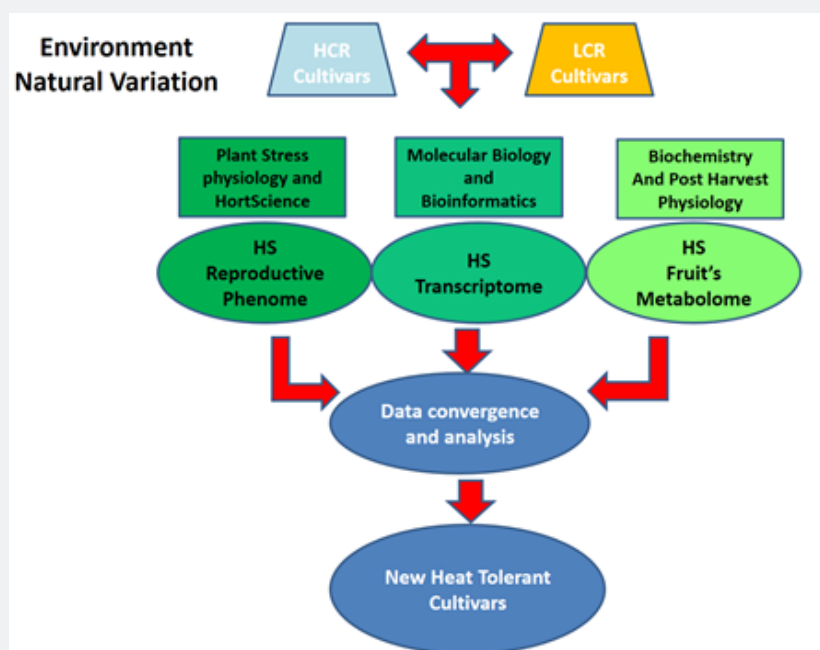 Environment
Natural Variation
HCR
Cultivars
LCR
Cultivars
Plant Stress
physiology and
HortScience
Molecular Biology
and
Bioinformatics
Biochemistry
And Post Harvest
Physiology
HS
Reproductive
Phenome
HS
Transcriptome
HS
Fruit's
Metabolome
Data convergence
and analysis
New Heat Tolerant
Cultivars